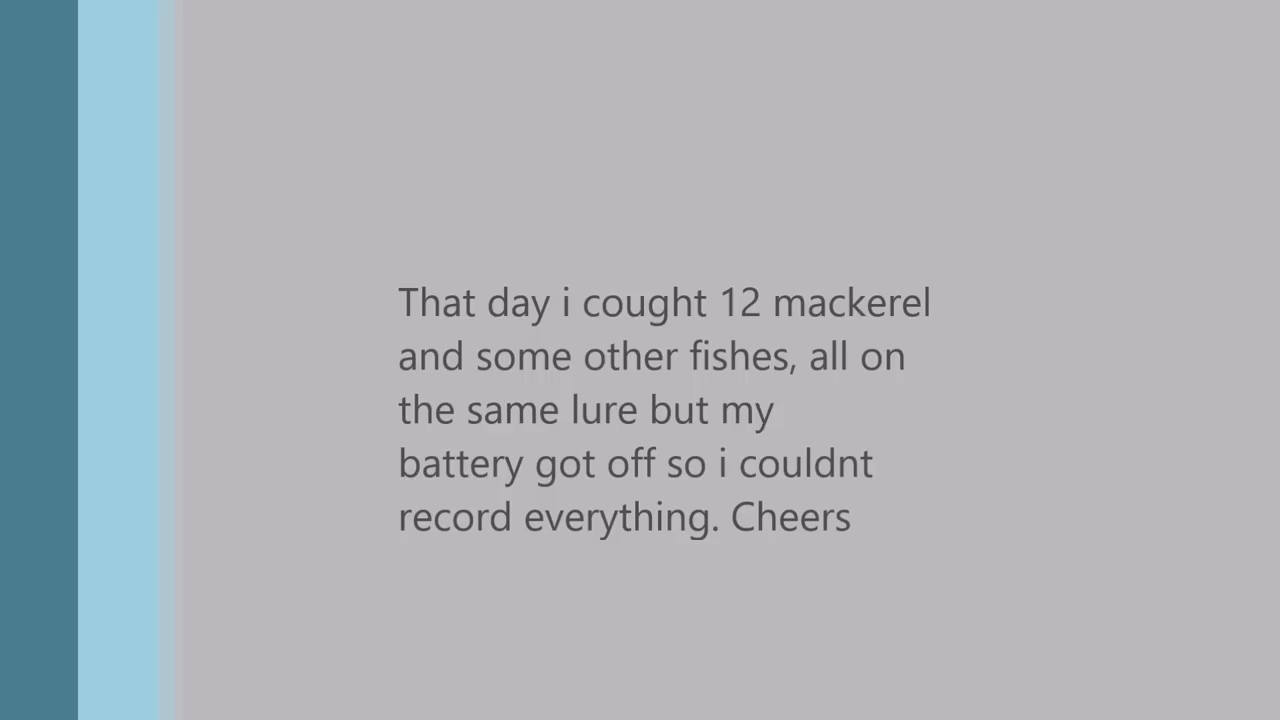 That day i cought 12 mackerel
and some other fishes, all on
the same lure but my
battery got off so i couldnt
record everything. Cheers